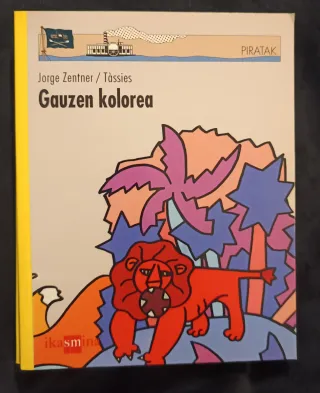 PIRATAK
Jorge Zentner / Tàssies
Gauzen kolorea
ikasmina